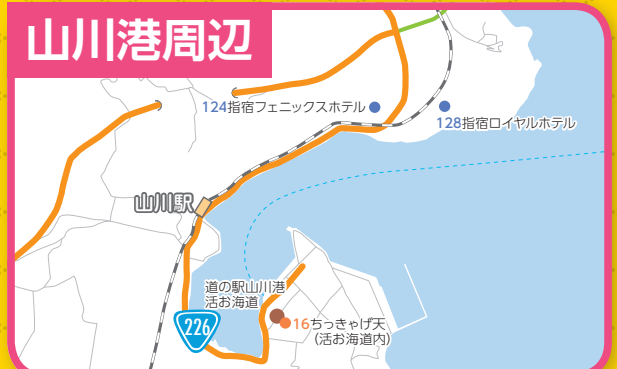 山川港周辺
124指宿フェニックスホテル
128指宿ロイヤルホテル
山川駅
道の駅山川港
活お海道
226
16ちっきゃげ天
(活お海道内)